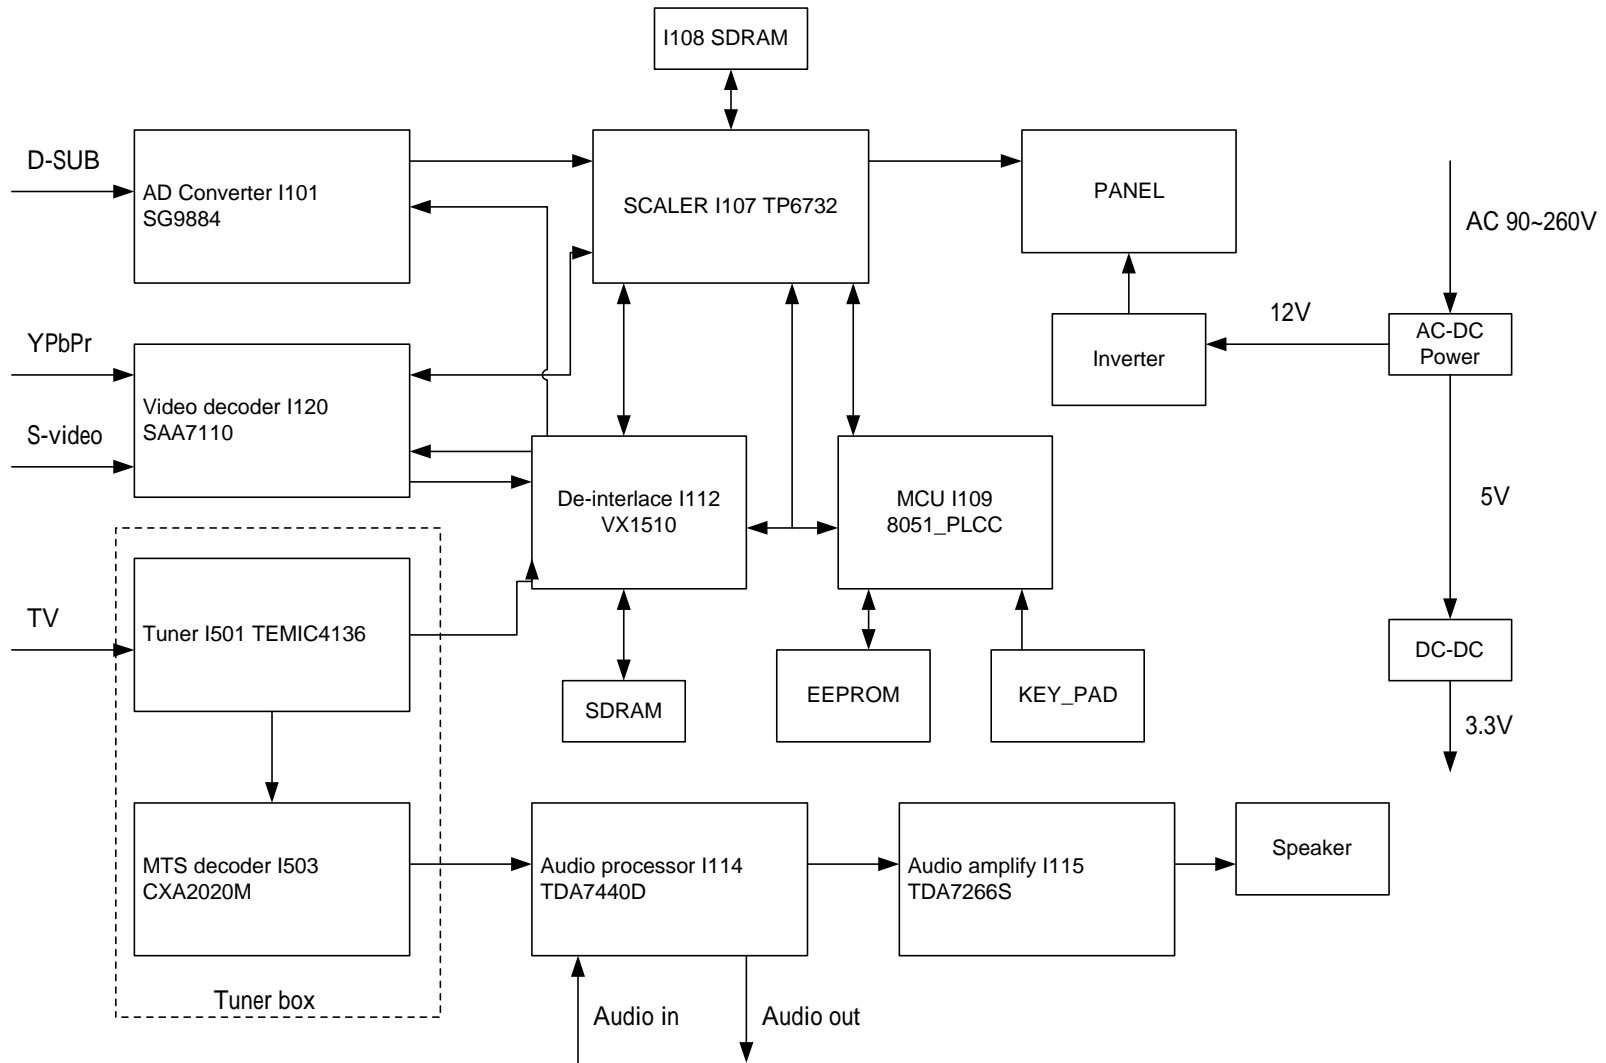 I108 SDRAM
D-SUB
AD Converter I101
SG9884
SCALER I107 TP6732
PANEL
AC 90~260V
YPbPr
S-video
Video decoder I120
SAA7110
12V
Inverter
AC-DC
Power
De-interlace I112
VX1510
MCU I109
8051_PLCC
5V
TV
Tuner I501 TEMIC4136
SDRAM
EEPROM
KEY_PAD
DC-DC
3.3V
MTS decoder I503
CXA2020M
Audio processor I114
TDA7440D
Audio amplify I115
TDA7266S
Speaker
Tuner box
Audio in
Audio out